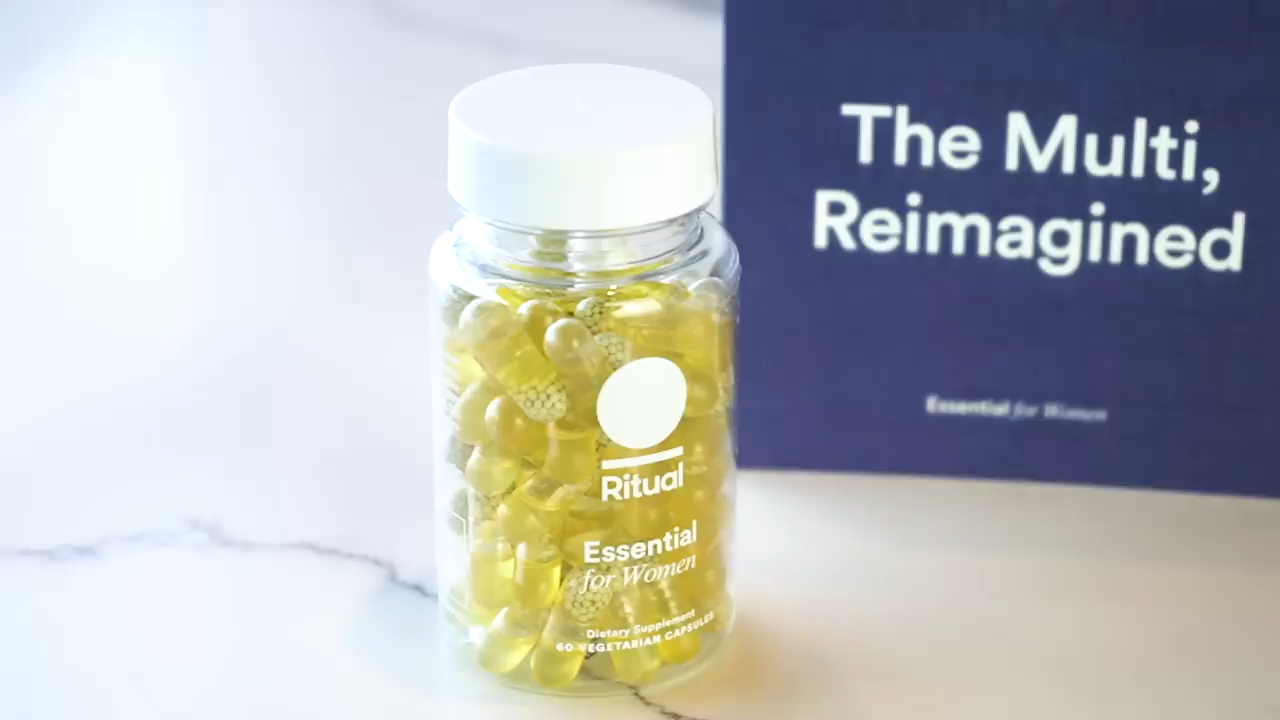 The Multi,
Reimagined
Essential for Women
Ritual
Essential
for Women
Dietary Supplement
60 VEGETARIAN CAPSULES